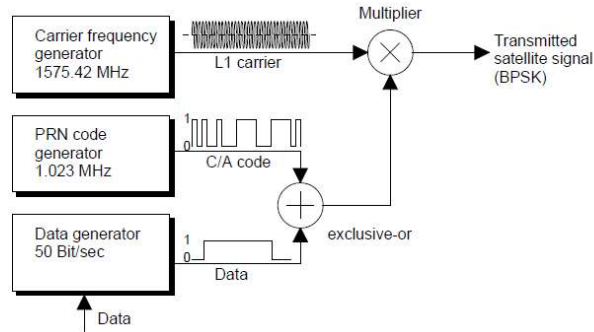 Carrier frequency
generator
1575.42 MHz
L1 carrier
Multiplier
Transmitted
satellite signal
(BPSK)
PRN code
generator
1.023 MHz
1
0
C/A code
exclusive-or
Data generator
50 Bit/sec
1
0
Data
Data